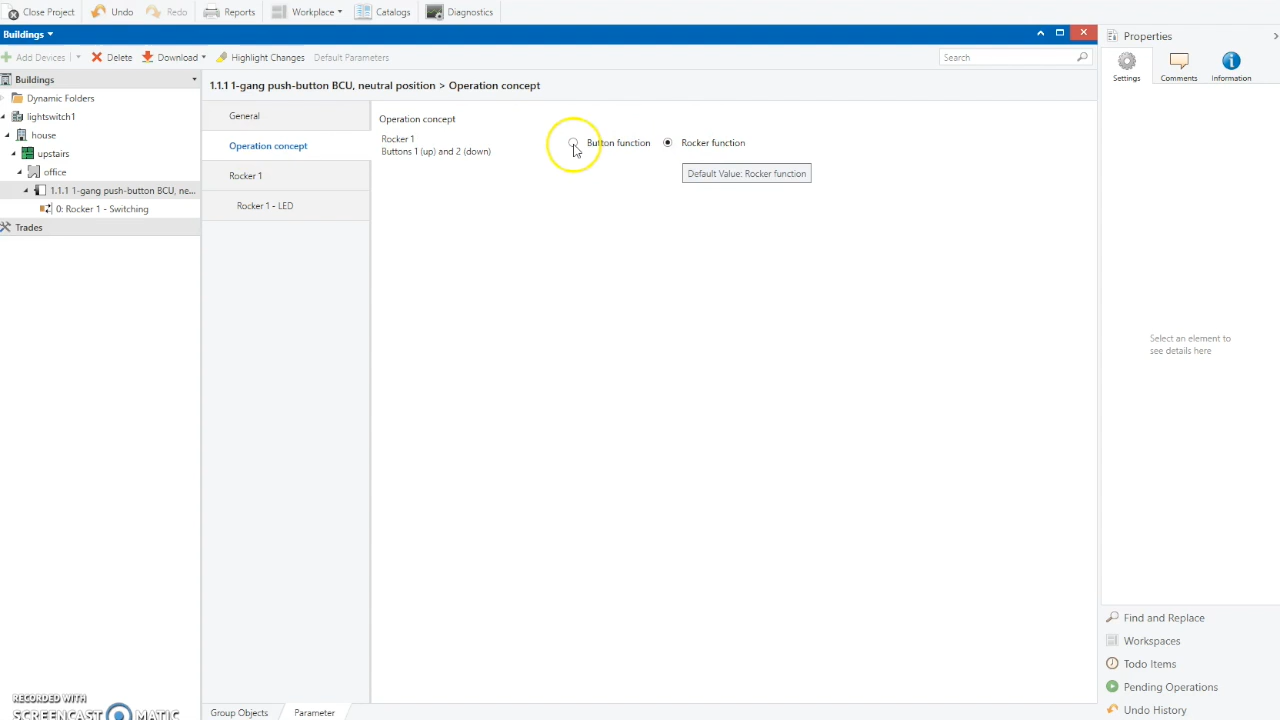 Close Project Undo Redo Reports Workplace Catalogs Diagnostics
Buildings
Add Devices Delete Download Highlight Changes Default Parameters Search
Buildings
Dynamic Folders
lightswitch1
house
upstairs
office
1.1.1 1-gang push-button BCU, ne...
0: Rocker 1 - Switching
Trades
1.1.1 1-gang push-button BCU, neutral position > Operation concept
General
Operation concept
Rocker 1
Rocker 1 - LED
Operation concept
Rocker 1
Buttons 1 (up) and 2 (down)
Button function Rocker function
Default Value: Rocker function
Group Objects Parameter
Properties
Settings Comments Information
Select an element to
see details here
Find and Replace
Workspaces
Todo Items
Pending Operations
Undo History
RECORDED WITH
SCREENCAST MATIC